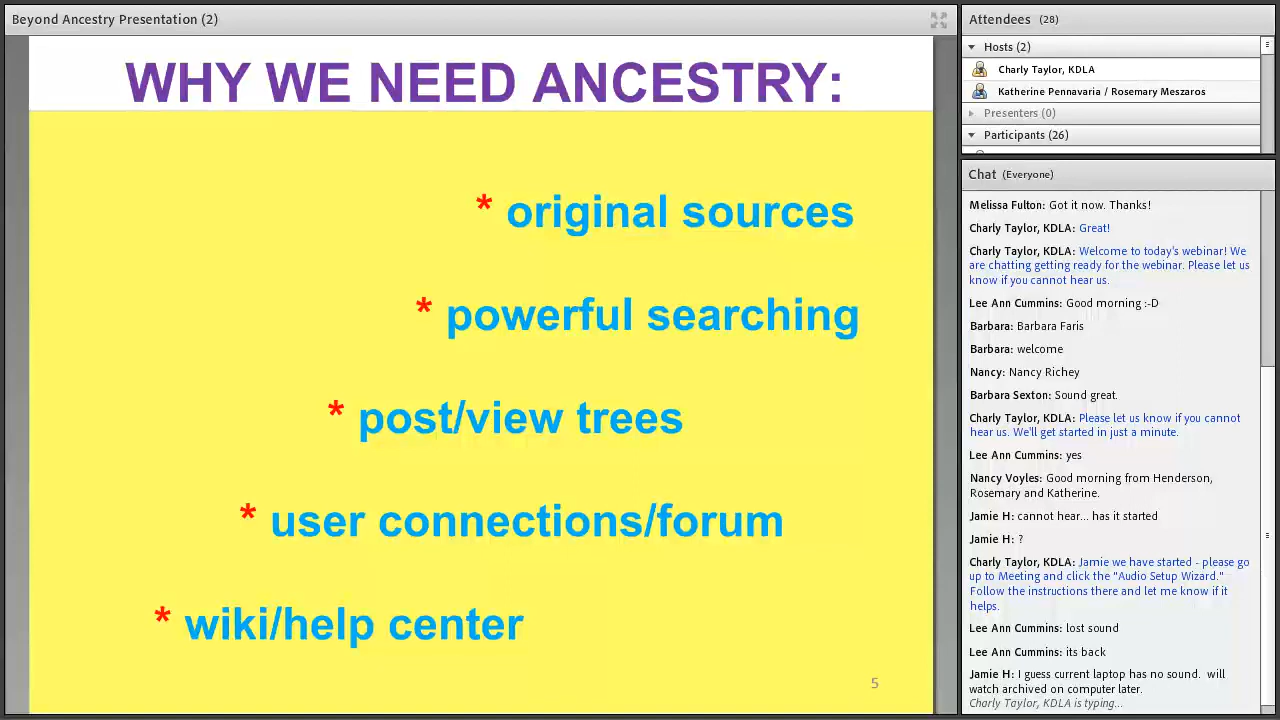 Beyond Ancestry Presentation (2)
WHY WE NEED ANCESTRY:
* original sources
* powerful searching
* post/view trees
* user connections/forum
* wiki/help center
5
Attendees (28)
Hosts (2)
Charly Taylor, KDLA
Katherine Pennavaria / Rosemary Meszaros
Presenters (0)
Participants (26)
Chat (Everyone)
Melissa Fulton: Got it now. Thanks!
Charly Taylor, KDLA: Great!
Charly Taylor, KDLA: Welcome to today's webinar! We
are chatting getting ready for the webinar. Please let us
know if you cannot hear us.
Lee Ann Cummins: Good morning :-D
Barbara: Barbara Faris
Barbara: welcome
Nancy: Nancy Richey
Barbara Sexton: Sound great.
Charly Taylor, KDLA: Please let us know if you cannot
hear us. We'll get started in just a minute.
Lee Ann Cummins: yes
Nancy Voyles: Good morning from Henderson,
Rosemary and Katherine.
Jamie H: cannot hear... has it started
Jamie H: ?
Charly Taylor, KDLA: Jamie we have started - please go
up to Meeting and click the "Audio Setup Wizard."
Follow the instructions there and let me know if it
helps.
Lee Ann Cummins: lost sound
Lee Ann Cummins: its back
Jamie H: I guess current laptop has no sound.  will
watch archived on computer later.
Charly Taylor, KDLA is typing...